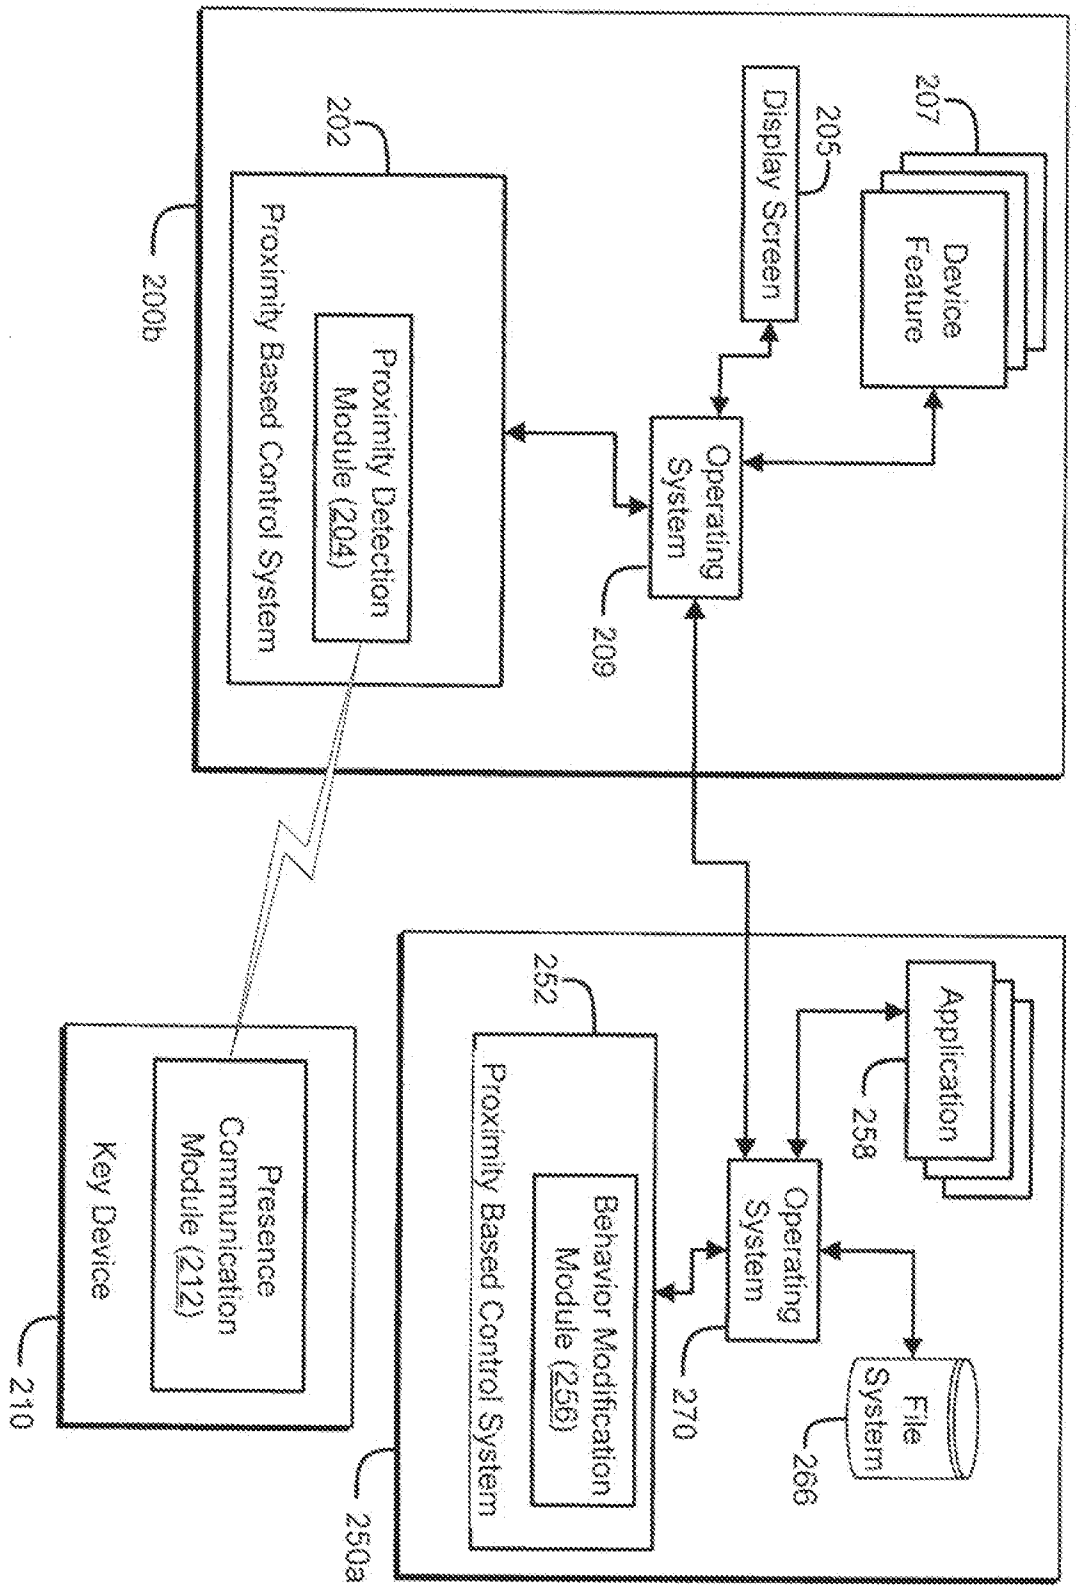 207
Device
Feature
205
Display Screen
Operating
System
209
202
Proximity Detection
Module (204)
Proximity Based Control System
200b
Application
258
File
System
266
Operating
System
270
252
Behavior Modification
Module (256)
Proximity Based Control System
250a
Presence
Communication
Module (212)
Key Device
210